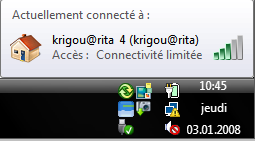 Actuellement connecté à :
krigou@rita 4 (krigou@rita)
Accès : Connectivité limitée
10:45
jeudi
03.01.2008